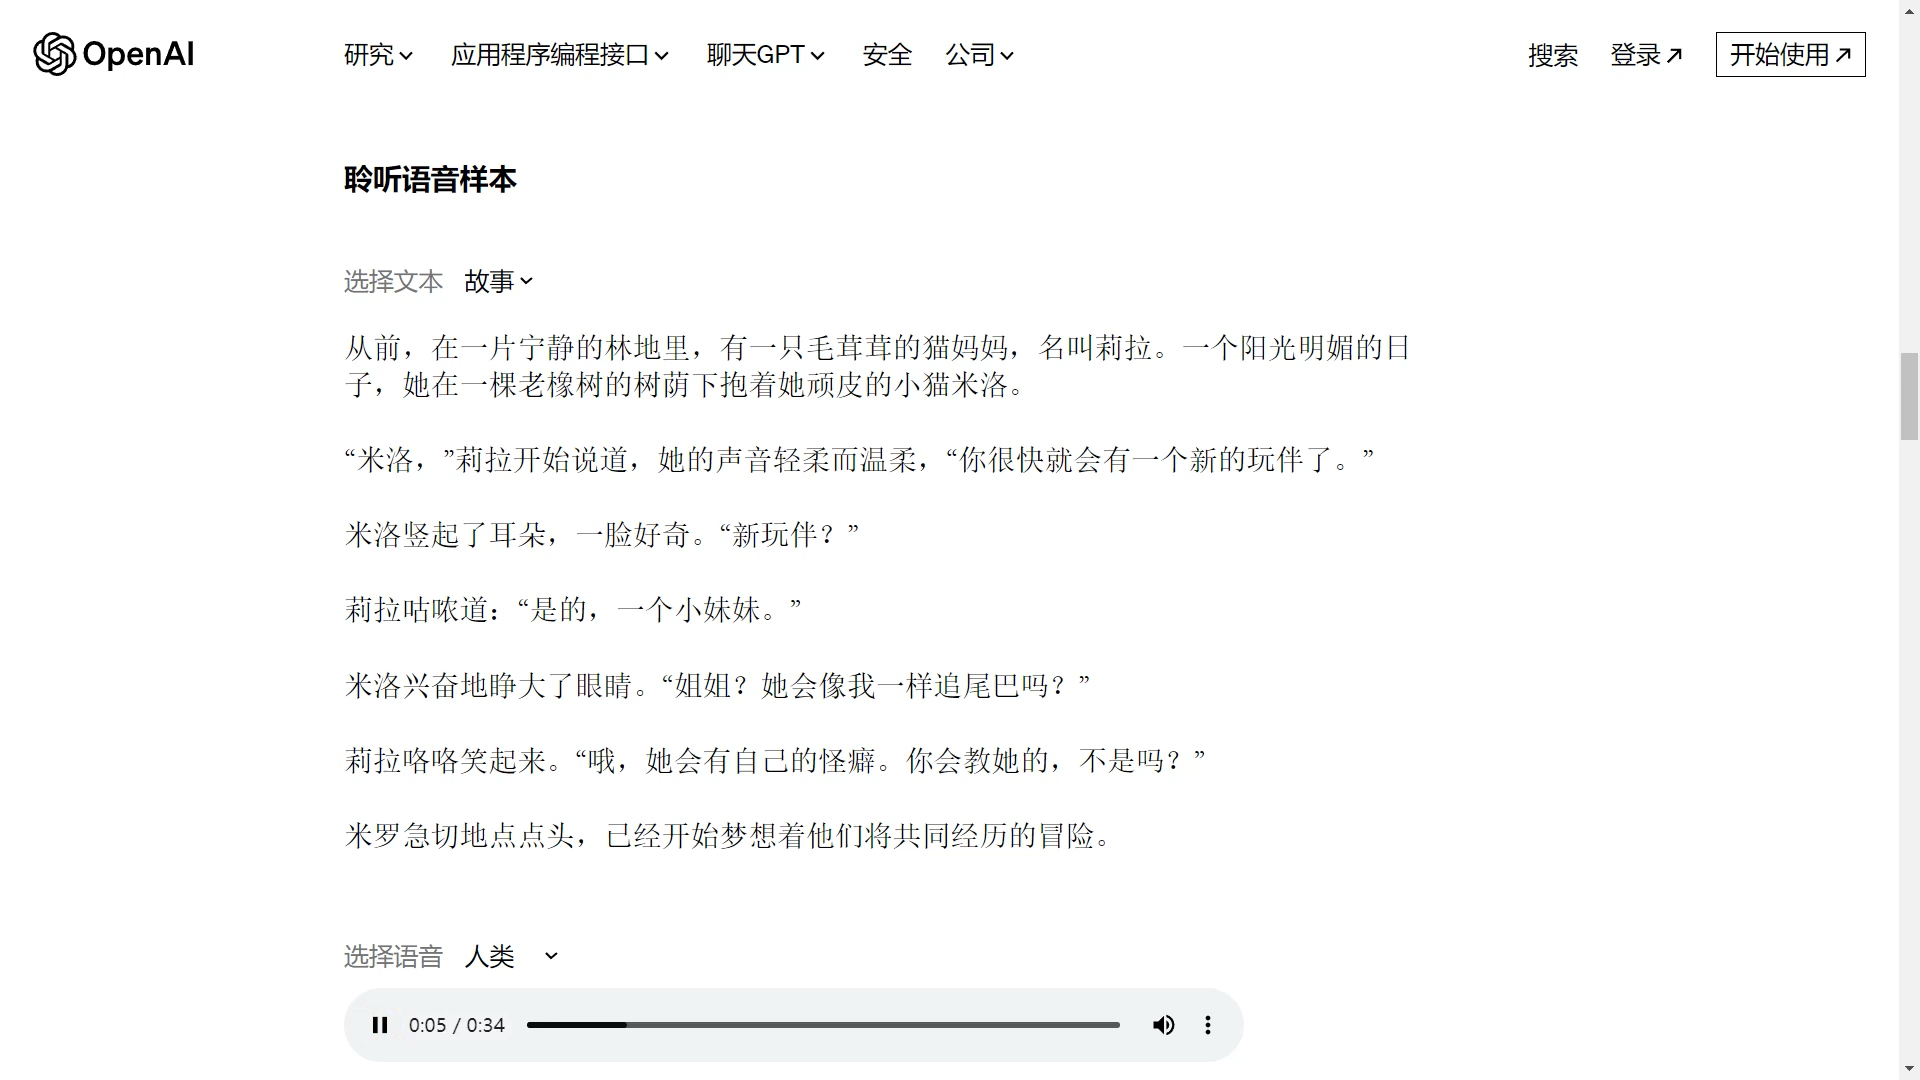 OpenAI
研究
应用程序编程接口
聊天GPT
安全
公司
搜索
登录
开始使用
聆听语音样本
选择文本 故事
从前，在一片宁静的林地里，有一只毛茸茸的猫妈妈，名叫莉拉。一个阳光明媚的日
子，她在一棵老橡树的树荫下抱着她顽皮的小猫米洛。
“米洛，”莉拉开始说道，她的声音轻柔而温柔，“你很快就会有一个新的玩伴了。”
米洛竖起了耳朵，一脸好奇。“新玩伴？”
莉拉咕哝道：“是的，一个小妹妹。”
米洛兴奋地睁大了眼睛。“姐姐？她会像我一样追尾巴吗？”
莉拉咯咯笑起来。“哦，她会有自己的怪癖。你会教她的，不是吗？”
米罗急切地点点头，已经开始梦想着他们将共同经历的冒险。
选择语音 人类
0:05 / 0:34